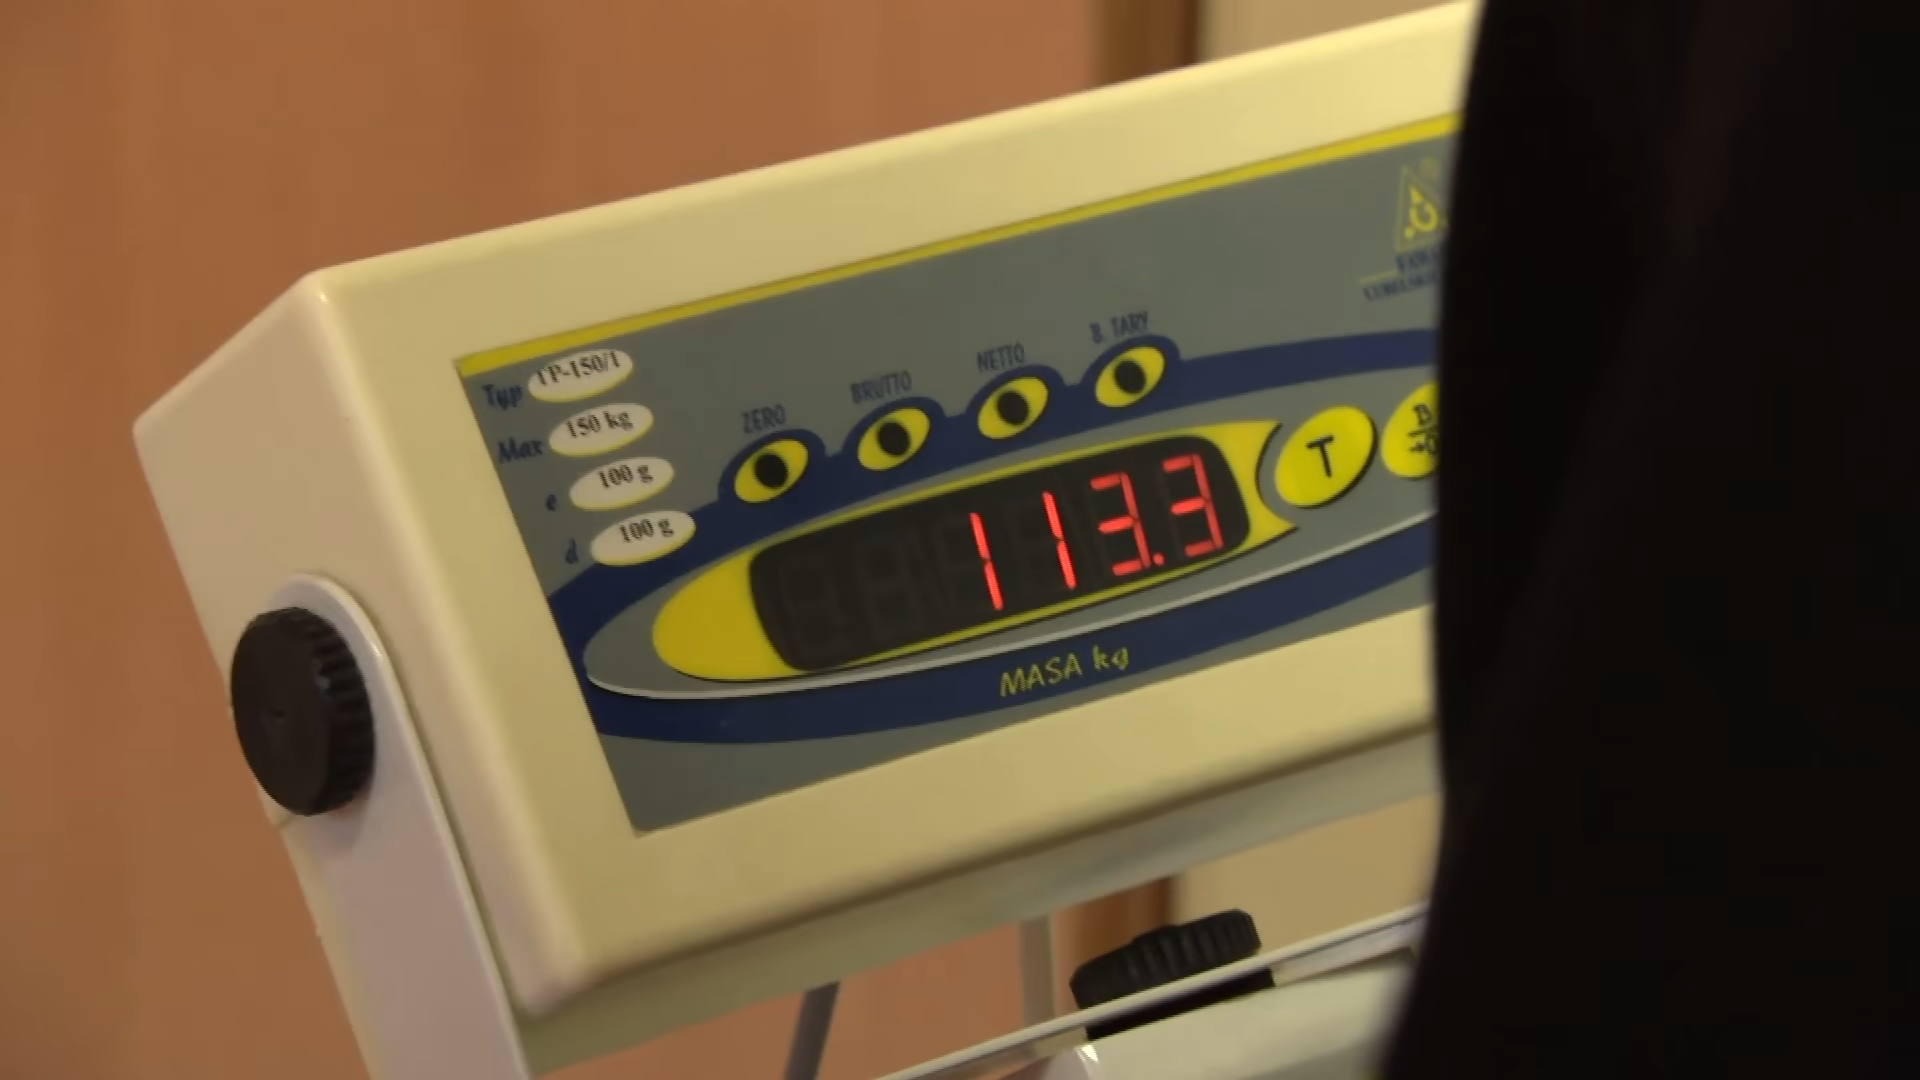 Typ TP-150/1
Max 150 kg
e 100 g
d 100 g
ZERO BRUTTO NETTO B. TARY
113.3
T
MASA kg